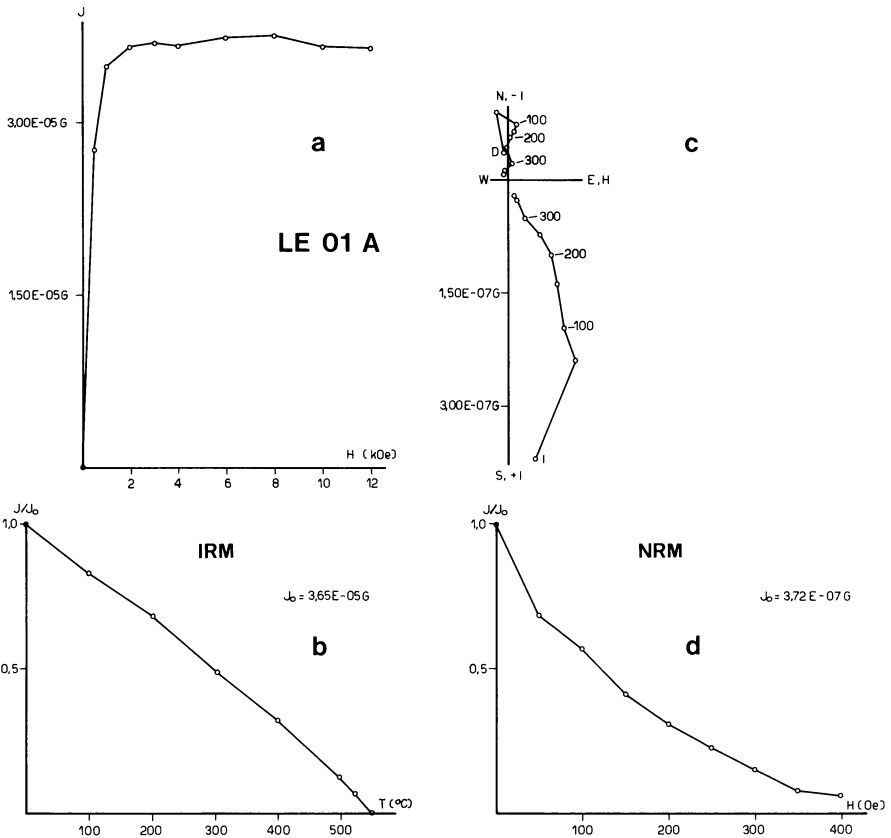 J
3,00E-05G
a
LE 01 A
1,50E-05G
H (kOe)
2 4 6 8 10 12
N, -I
100
200
D
300
W
E, H
c
300
200
1,50E-07G
100
3,00E-07G
I
S, +I
J/J₀
1,0
IRM
J₀ = 3,65E-05G
b
0,5
T (°C)
100 200 300 400 500
J/J₀
1,0
NRM
J₀ = 3,72E-07G
d
0,5
H (Oe)
100 200 300 400